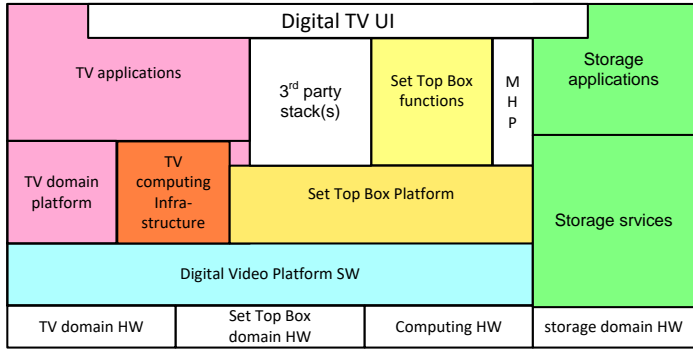 Digital TV UI
TV applications
3rd party
stack(s)
Set Top Box
functions
M
H
P
Storage
applications
TV domain
platform
TV
computing
Infra-
structure
Set Top Box Platform
Storage srvices
Digital Video Platform SW
TV domain HW
Set Top Box
domain HW
Computing HW
storage domain HW